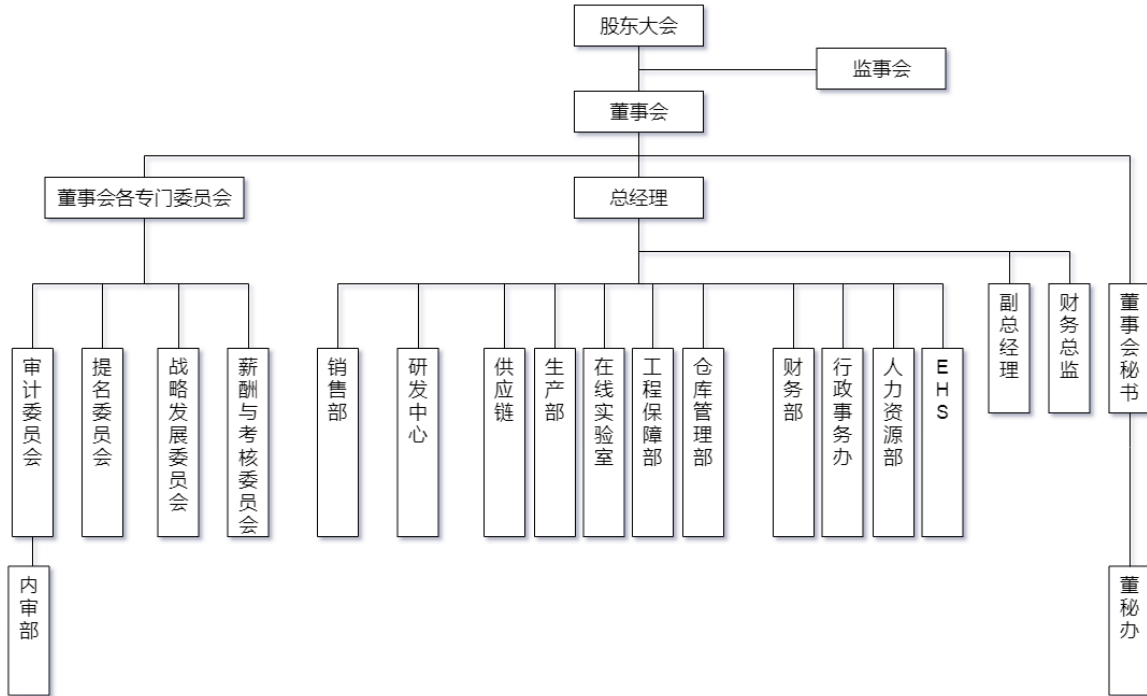 股东大会
监事会
董事会
董事会各专门委员会
总经理
副总经理
财务总监
董事会秘书
审计委员会
提名委员会
战略发展委员会
薪酬与考核委员会
销售部
研发中心
供应链
生产部
在线实验室
工程保障部
仓库管理部
财务部
行政事务办
人力资源部
EHS
内审部
董秘办